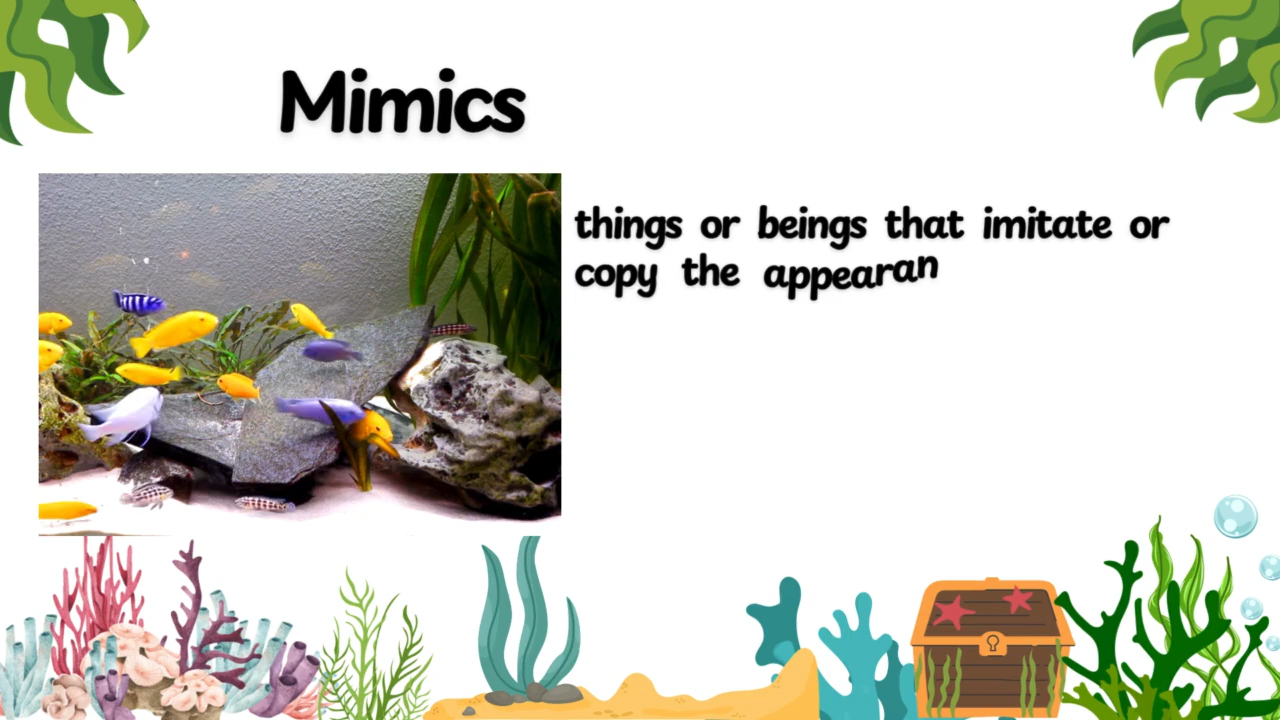 Mimics
things or beings that imitate or
copy the appearan